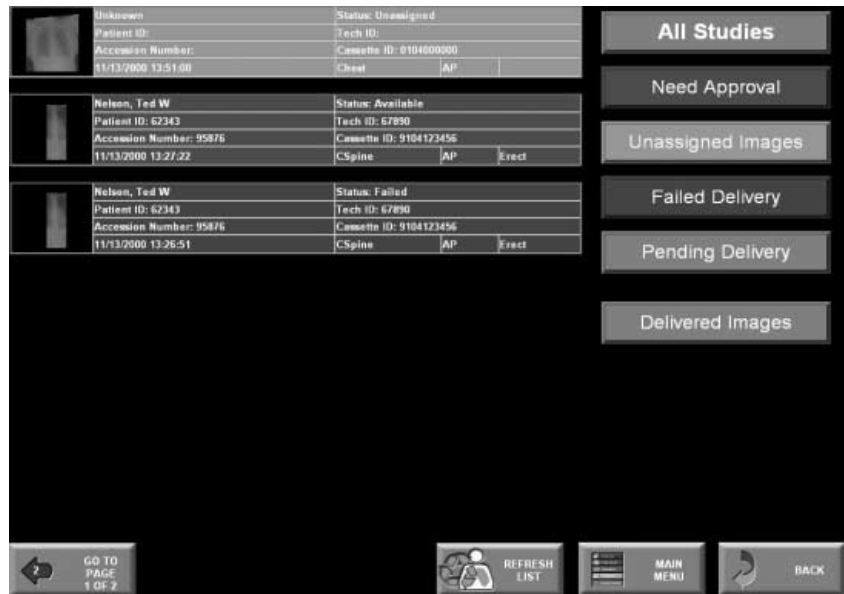 Unknown
Status: Unassigned
Patient ID:
Tech ID:
Accession Number:
Cassette ID: 0104000000
11/13/2000 13:51:00
Chest
AP
Nelson, Ted W
Status: Available
Patient ID: 62343
Tech ID: 67890
Accession Number: 95876
Cassette ID: 9104123456
11/13/2000 13:27:22
CSpine
AP
Erect
Nelson, Ted W
Status: Failed
Patient ID: 62343
Tech ID: 67890
Accession Number: 95876
Cassette ID: 9104123456
11/13/2000 13:26:51
CSpine
AP
Erect
All Studies
Need Approval
Unassigned Images
Failed Delivery
Pending Delivery
Delivered Images
2
GO TO
PAGE
1 OF 2
REFRESH
LIST
MAIN
MENU
BACK